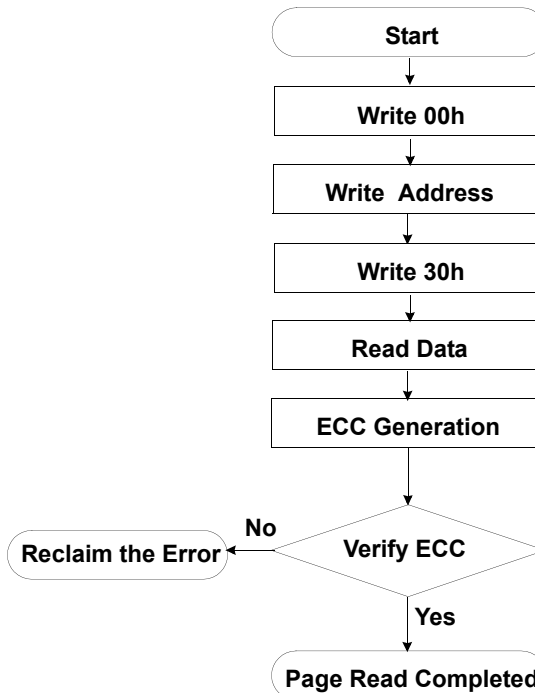 Start
Write 00h
Write Address
Write 30h
Read Data
ECC Generation
Verify ECC
No
Reclaim the Error
Yes
Page Read Completed